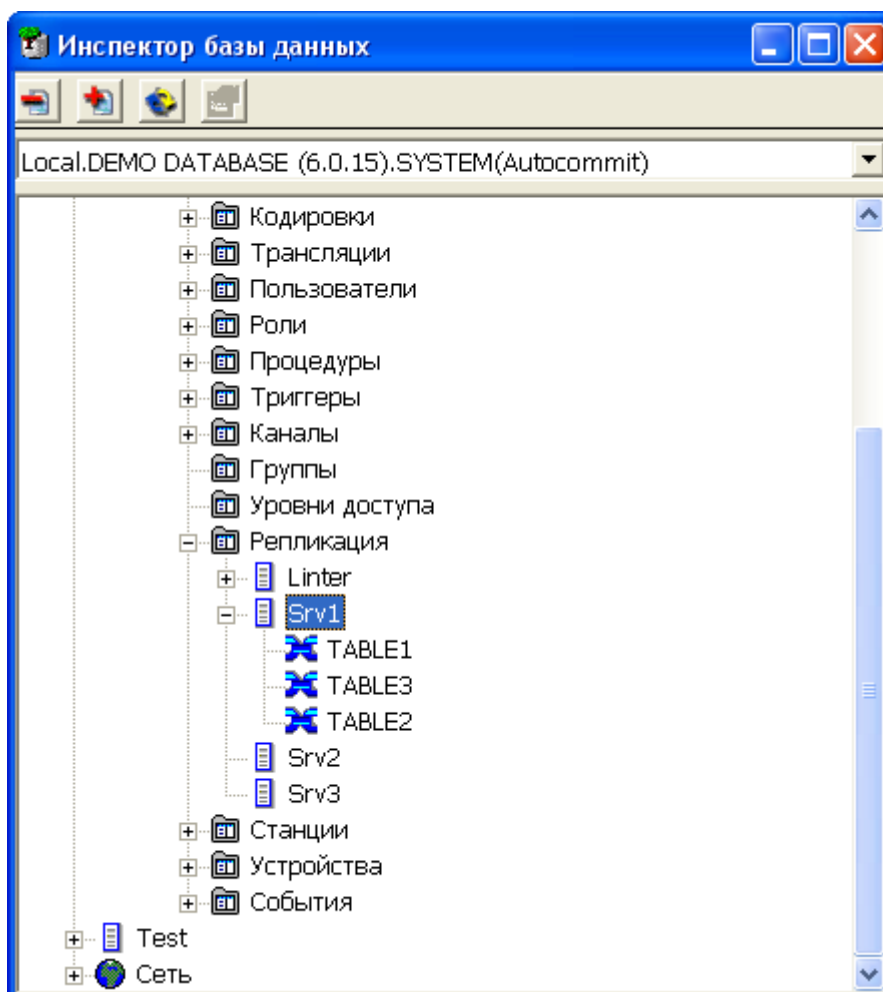 Инспектор базы данных
Local.DEMO DATABASE (6.0.15).SYSTEM(Autocommit)
Кодировки
Трансляции
Пользователи
Роли
Процедуры
Триггеры
Каналы
Группы
Уровни доступа
Репликация
Linter
Srv1
TABLE1
TABLE3
TABLE2
Srv2
Srv3
Станции
Устройства
События
Test
Сеть